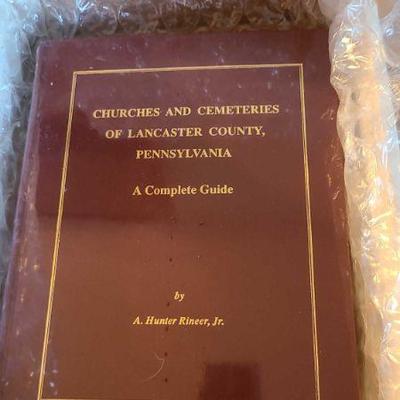 CHURCHES AND CEMETERIES
OF LANCASTER COUNTY,
PENNSYLVANIA
A Complete Guide
by
A. Hunter Rineer, Jr.